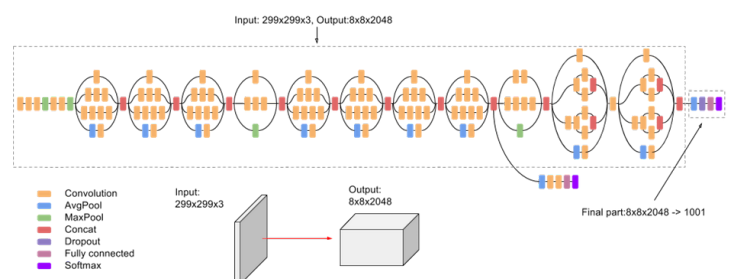 Input: 299x299x3, Output:8x8x2048
Convolution
AvgPool
MaxPool
Concat
Dropout
Fully connected
Softmax
Input:
299x299x3
Output:
8x8x2048
Final part:8x8x2048 -> 1001